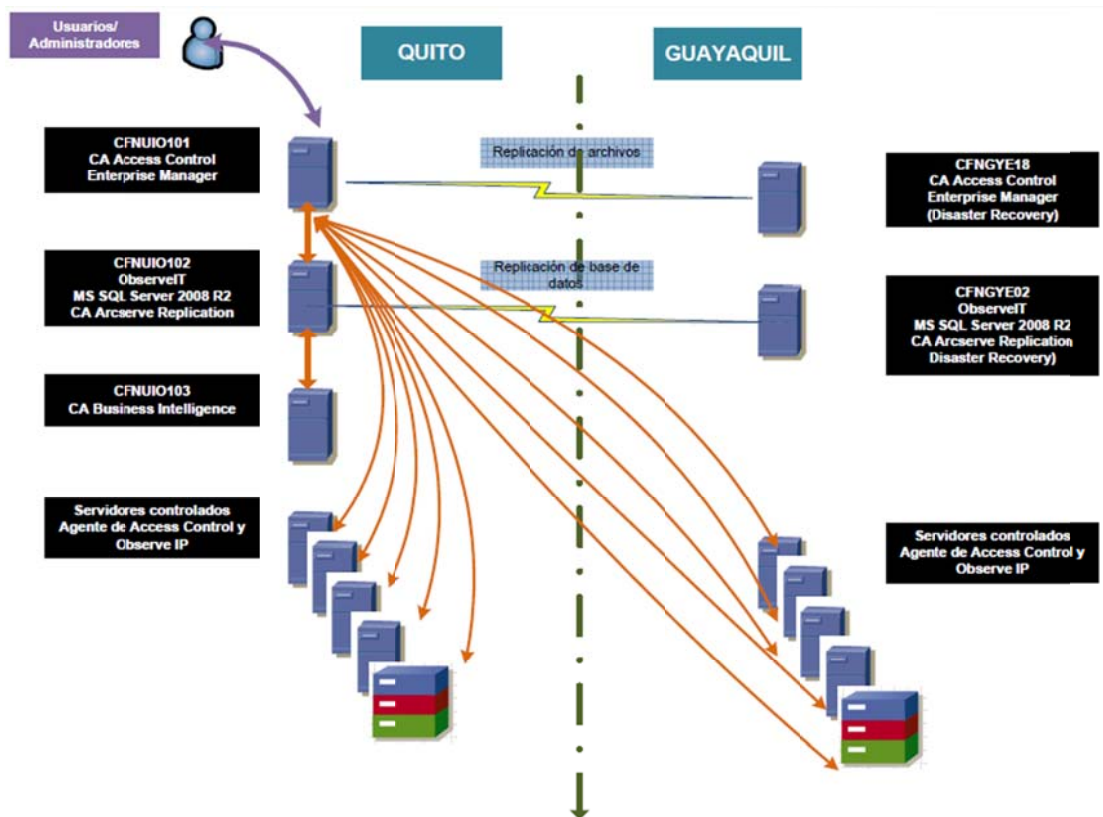 Usuarios/
Administradores
QUITO
GUAYAQUIL
CFNUIO101
CA Access Control
Enterprise Manager
Replicación de archivos
CFNGYE18
CA Access Control
Enterprise Manager
(Disaster Recovery)
CFNUIO102
ObserveIT
MS SQL Server 2008 R2
CA Arcserve Replication
Replicación de base de
datos
CFNGYE02
ObserveIT
MS SQL Server 2008 R2
CA Arcserve Replication
Disaster Recovery)
CFNUIO103
CA Business Intelligence
Servidores controlados
Agente de Access Control y
Observe IP
Servidores controlados
Agente de Access Control y
Observe IP